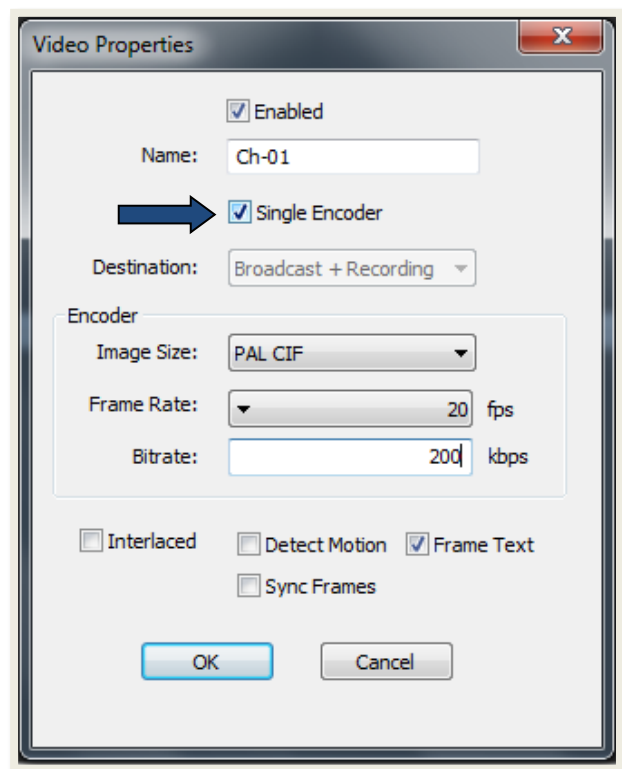 Video Properties
Enabled
Name: Ch-01
Single Encoder
Destination: Broadcast + Recording
Encoder
Image Size: PAL CIF
Frame Rate: 20 fps
Bitrate: 200 kbps
Interlaced Detect Motion Frame Text
Sync Frames
OK Cancel